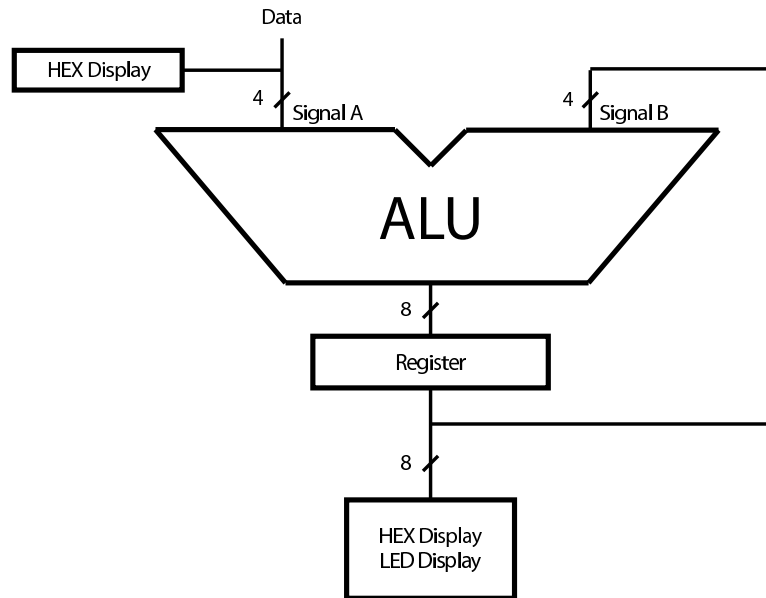 Data
HEX Display
4
Signal A
4
Signal B
ALU
8
Register
8
HEX Display
LED Display